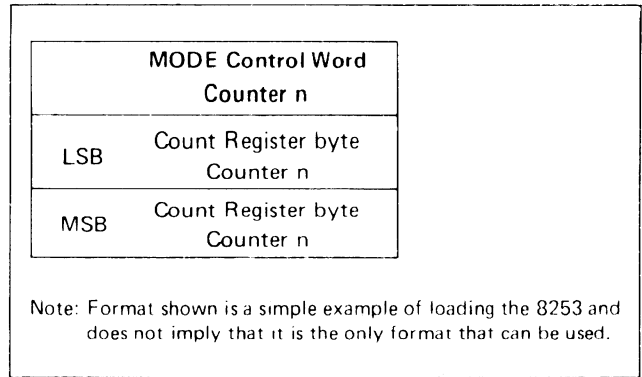 MODE Control Word
Counter n
LSB Count Register byte
Counter n
MSB Count Register byte
Counter n
Note: Format shown is a simple example of loading the 8253 and
does not imply that it is the only format that can be used.